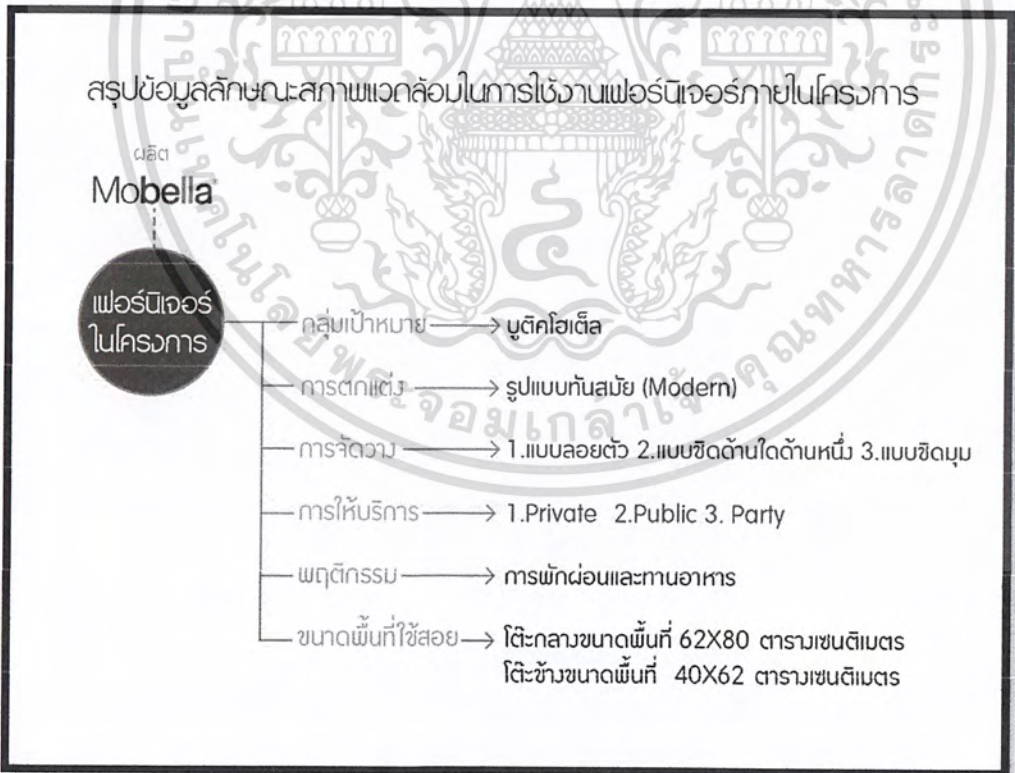 สรุปข้อมูลลักษณะสภาพแวดล้อมในการใช้งานเฟอร์นิเจอร์ภายในโครงการ
ผลิต
Mobella
เฟอร์นิเจอร์
ในโครงการ
กลุ่มเป้าหมาย บูติคโฮเต็ล
การตกแต่ง รูปแบบทันสมัย (Modern)
การจัดวาง 1.แบบลอยตัว 2.แบบชิดด้านใดด้านหนึ่ง 3.แบบชิดมุม
การให้บริการ 1.Private 2.Public 3. Party
พฤติกรรม การพักผ่อนและทานอาหาร
ขนาดพื้นที่ใช้สอย โต๊ะกลางขนาดพื้นที่ 62X80 ตารางเซนติเมตร
โต๊ะข้างขนาดพื้นที่ 40X62 ตารางเซนติเมตร